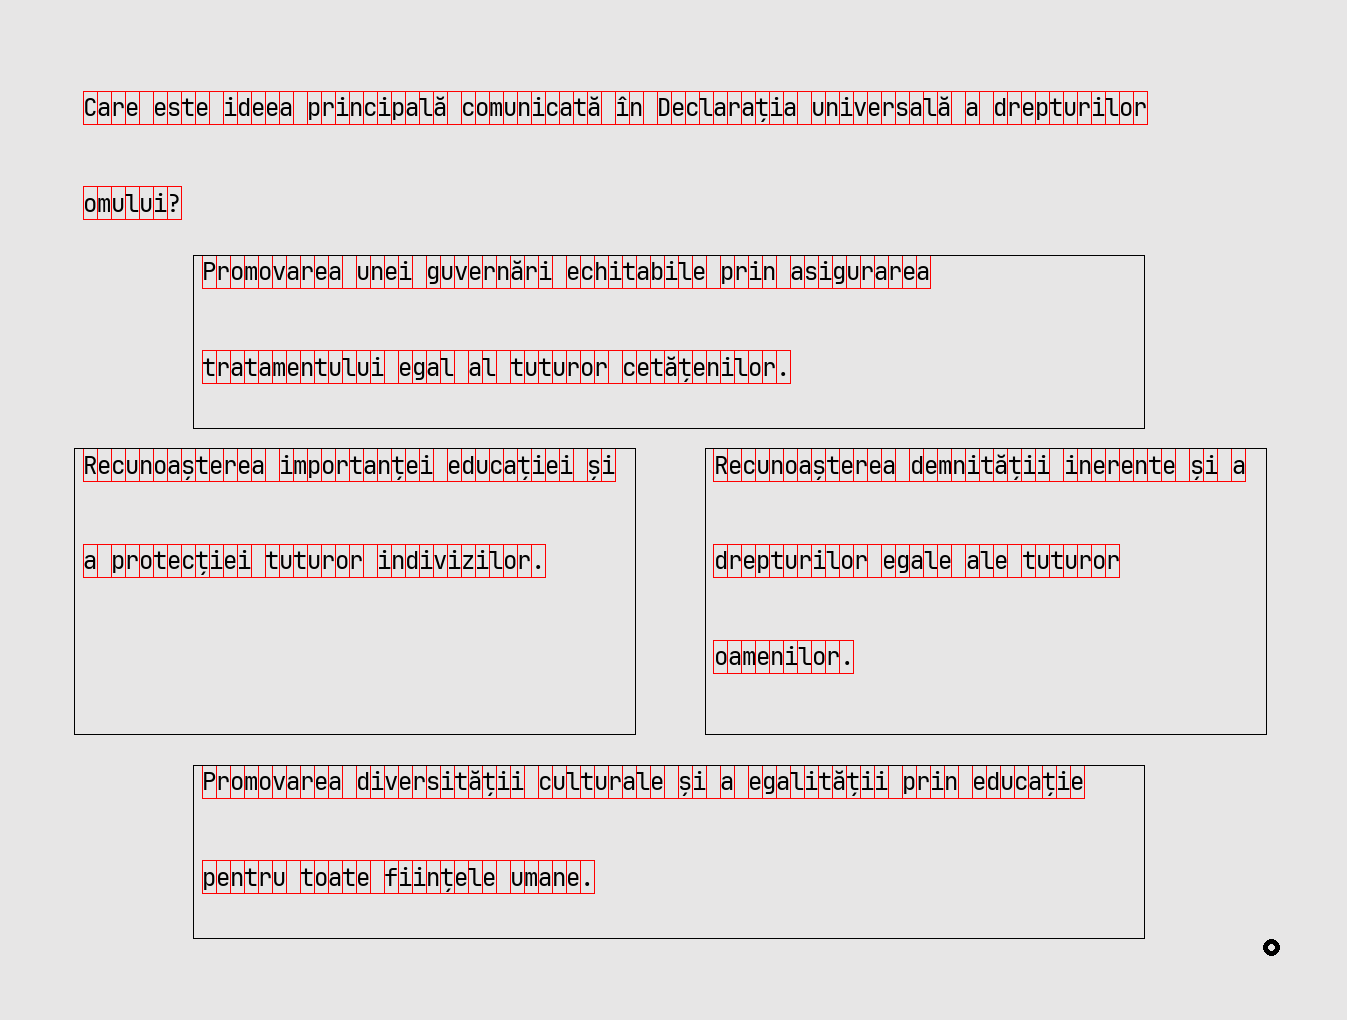 Care este ideea principală comunicată în Declarația universală a drepturilor
omului?
Promovarea unei guvernări echitabile prin asigurarea
tratamentului egal al tuturor cetățenilor.
Recunoașterea importanței educației și
a protecției tuturor indivizilor.
Recunoașterea demnității inerente și a
drepturilor egale ale tuturor
oamenilor.
Promovarea diversității culturale și a egalității prin educație
pentru toate ființele umane.